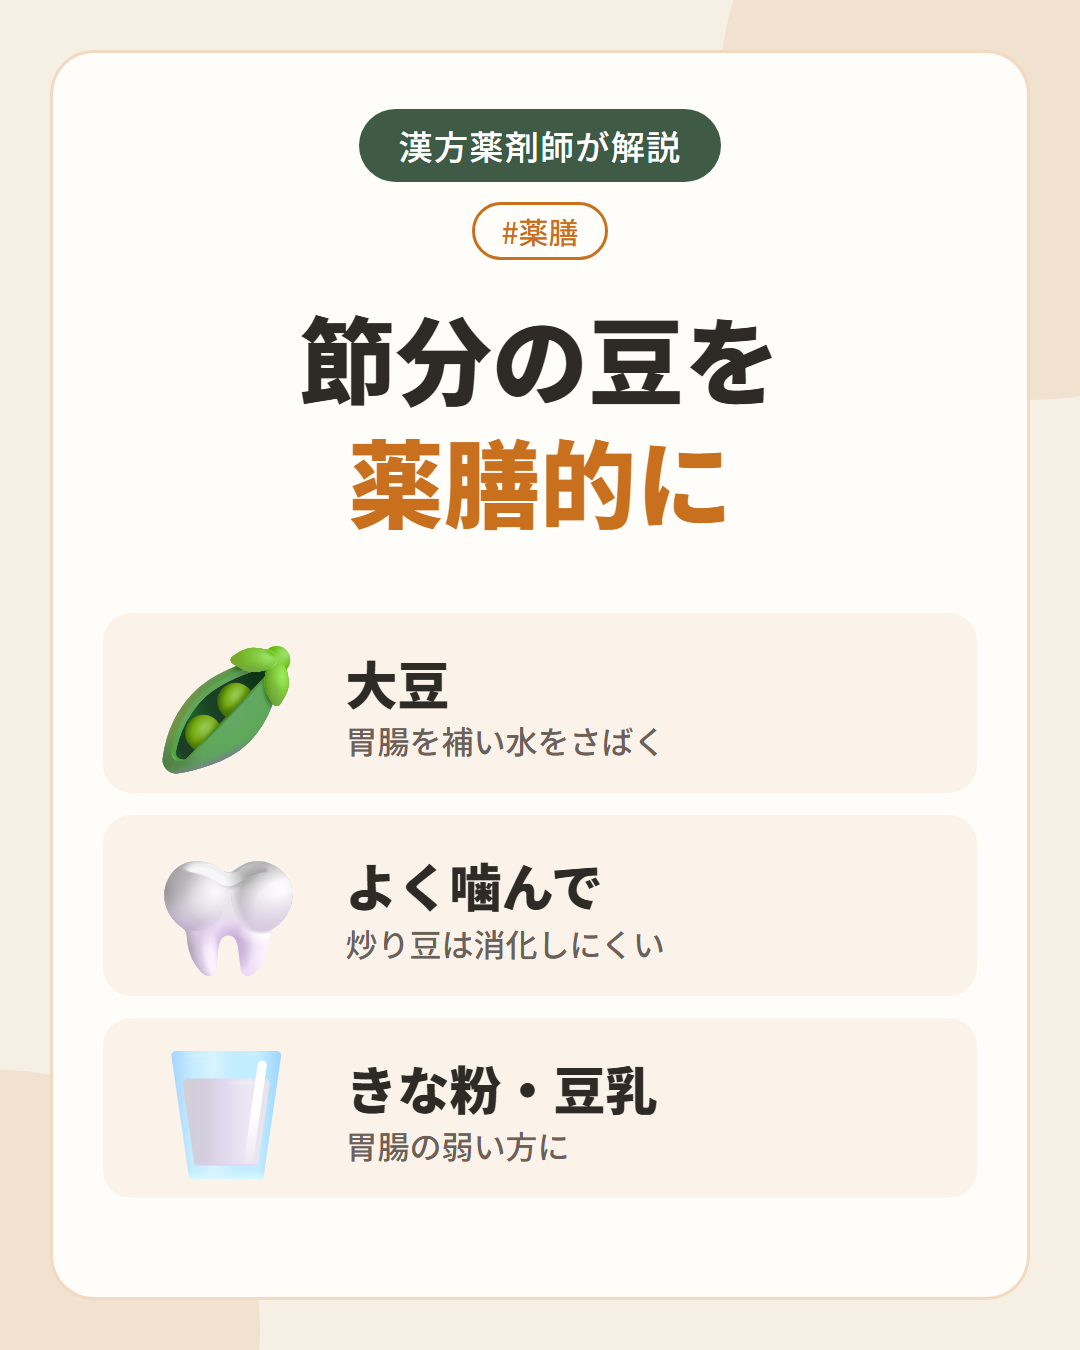 漢方薬剤師が解説
#薬膳
節分の豆を
薬膳的に
大豆
胃腸を補い水をさばく
よく噛んで
炒り豆は消化しにくい
きな粉・豆乳
胃腸の弱い方に